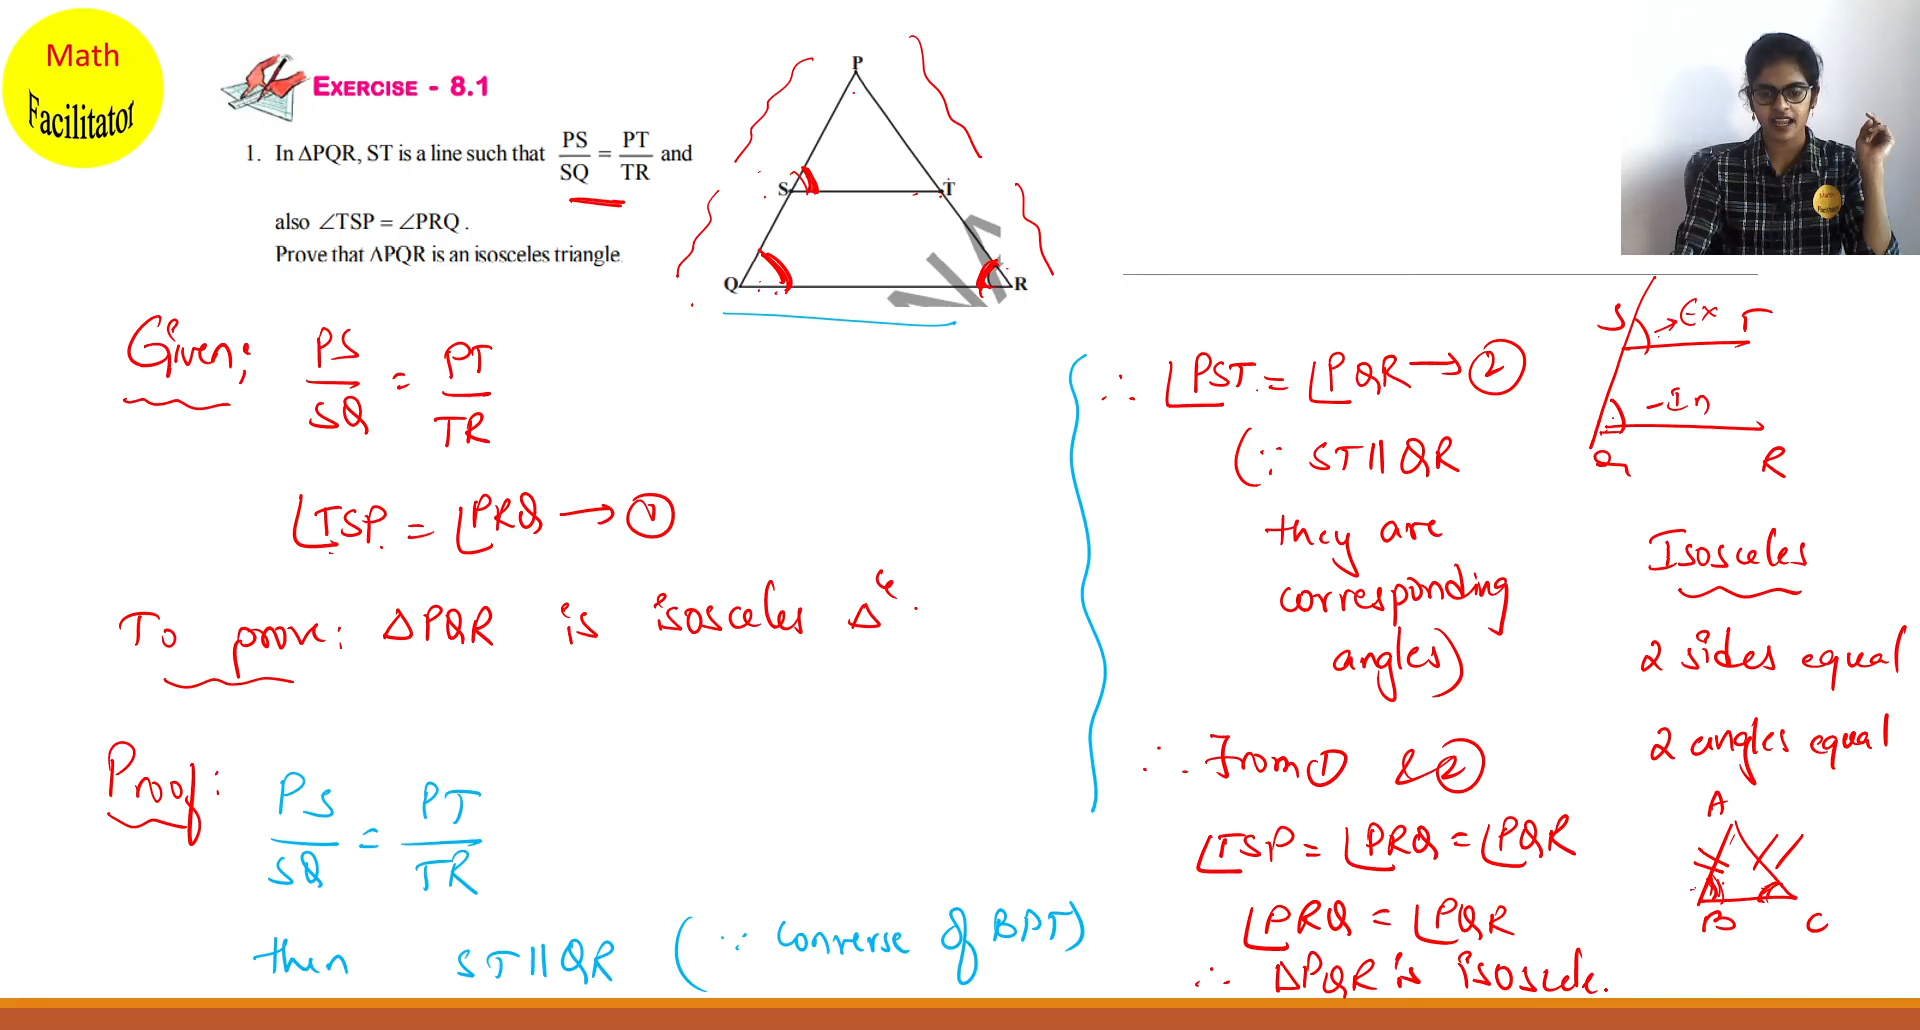 Math
Facilitator
EXERCISE - 8.1
1. In ΔPQR, ST is a line such that PS/SQ = PT/TR and
also ∠TSP = ∠PRQ.
Prove that ΔPQR is an isosceles triangle.
P
S T
Q R
Given; PS/SQ = PT/TR
∠TSP = ∠PRQ → ①
To prove: ΔPQR is isosceles Δle.
Proof: PS/SQ = PT/TR
then ST || QR (∵ converse of BPT)
∴ ∠PST = ∠PQR → ②
(∵ ST || QR
they are
corresponding
angles)
∴ From ① & ②
∠TSP = ∠PRQ = ∠PQR
∠PRQ = ∠PQR
∴ ΔPQR is isoscele.
S → Ex T
- In
Q R
Isosceles
2 sides equal
2 angles equal
A
B C
Math
Facilitator